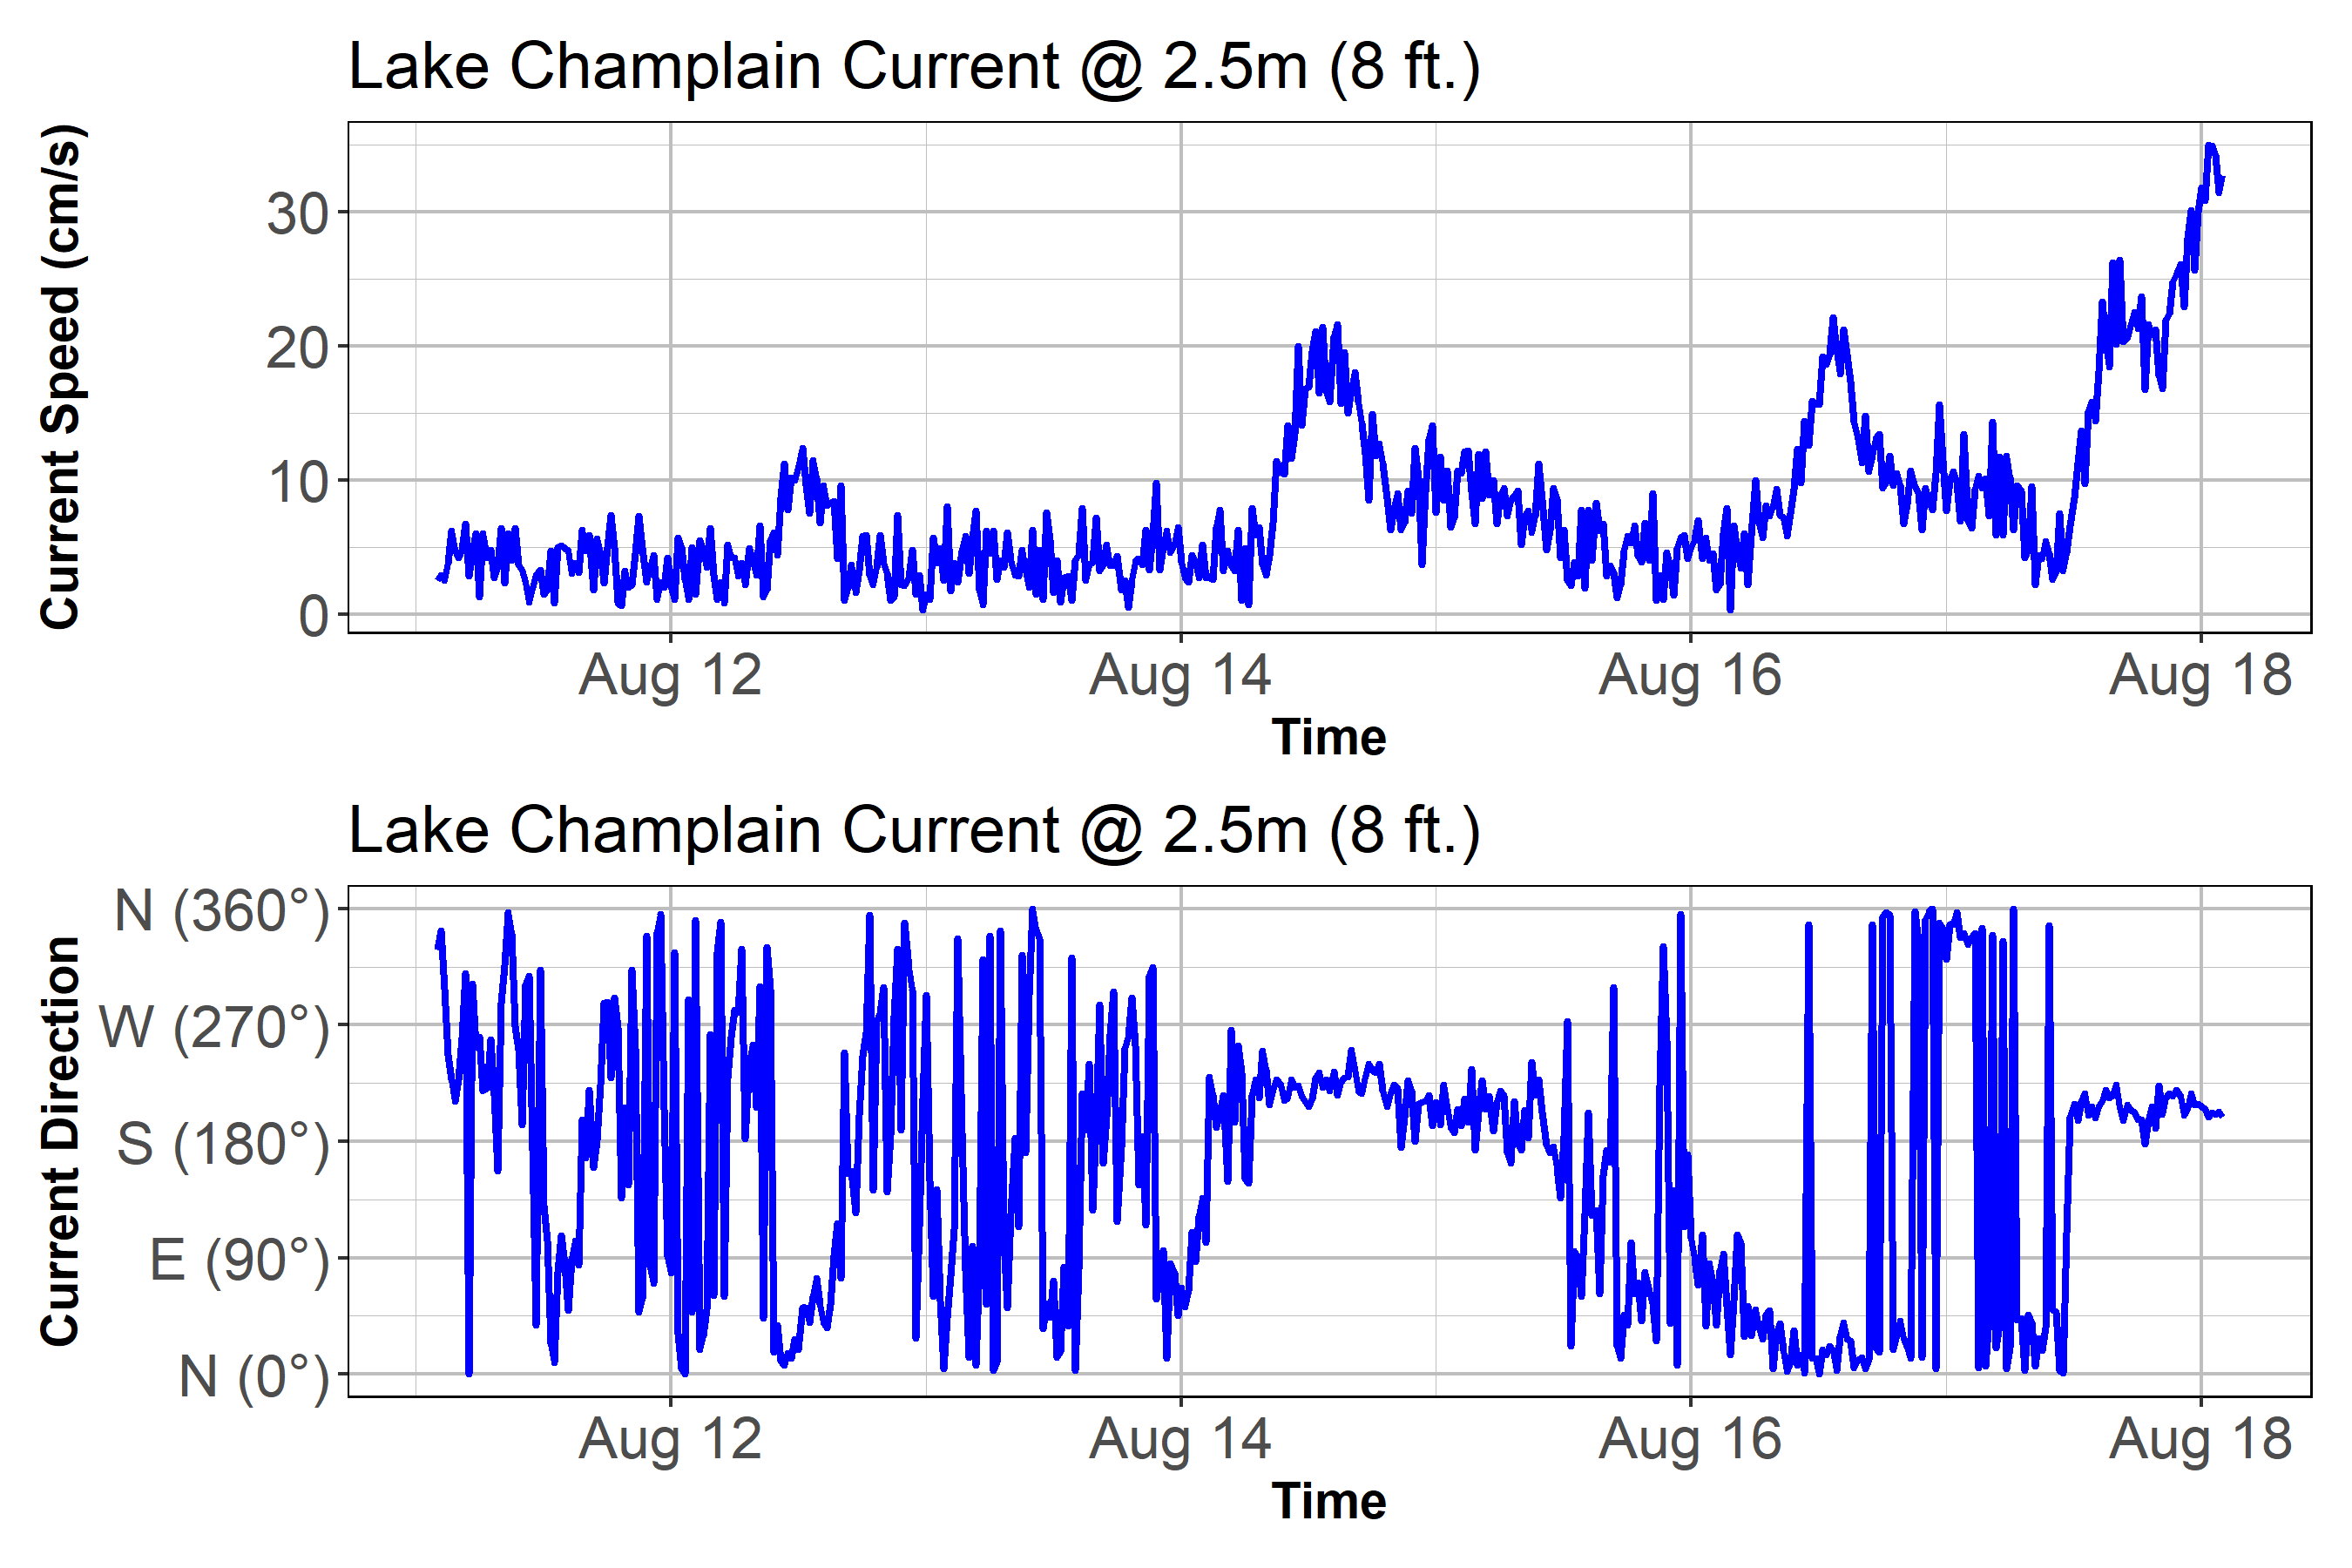 Lake Champlain Current @ 2.5m (8 ft.)
Current Speed (cm/s)
30
20
10
0
Aug 12 Aug 14 Aug 16 Aug 18
Time
Lake Champlain Current @ 2.5m (8 ft.)
Current Direction
N (360°)
W (270°)
S (180°)
E (90°)
N (0°)
Aug 12 Aug 14 Aug 16 Aug 18
Time